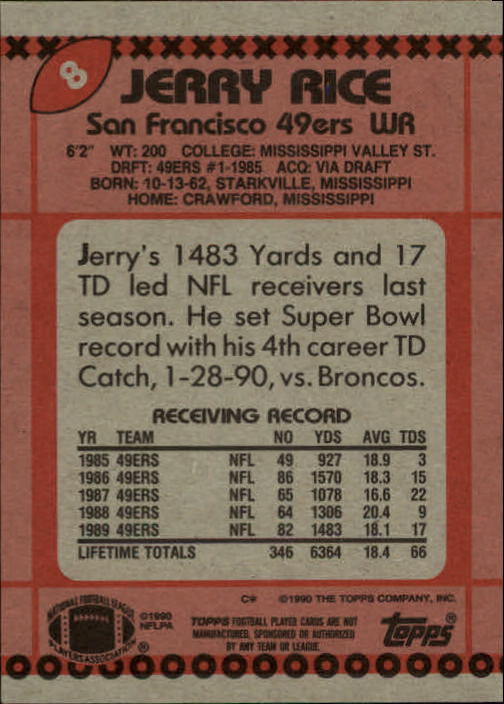 8
JERRY RICE
San Francisco 49ers WR
6'2" WT: 200 COLLEGE: MISSISSIPPI VALLEY ST.
DRFT: 49ERS #1-1985 ACQ: VIA DRAFT
BORN: 10-13-62, STARKVILLE, MISSISSIPPI
HOME: CRAWFORD, MISSISSIPPI
Jerry's 1483 Yards and 17
TD led NFL receivers last
season. He set Super Bowl
record with his 4th career TD
Catch, 1-28-90, vs. Broncos.
RECEIVING RECORD
YR TEAM NO YDS AVG TDS
1985 49ERS NFL 49 927 18.9 3
1986 49ERS NFL 86 1570 18.3 15
1987 49ERS NFL 65 1078 16.6 22
1988 49ERS NFL 64 1306 20.4 9
1989 49ERS NFL 82 1483 18.1 17
LIFETIME TOTALS 346 6364 18.4 66
C* ©1990 THE TOPPS COMPANY, INC.
NATIONAL FOOTBALL LEAGUE
PLAYERS ASSOCIATION ®
©1990
NFLPA
TOPPS FOOTBALL PLAYER CARDS ARE NOT
MANUFACTURED, SPONSORED OR AUTHORIZED
BY ANY TEAM OR LEAGUE.
topps ®